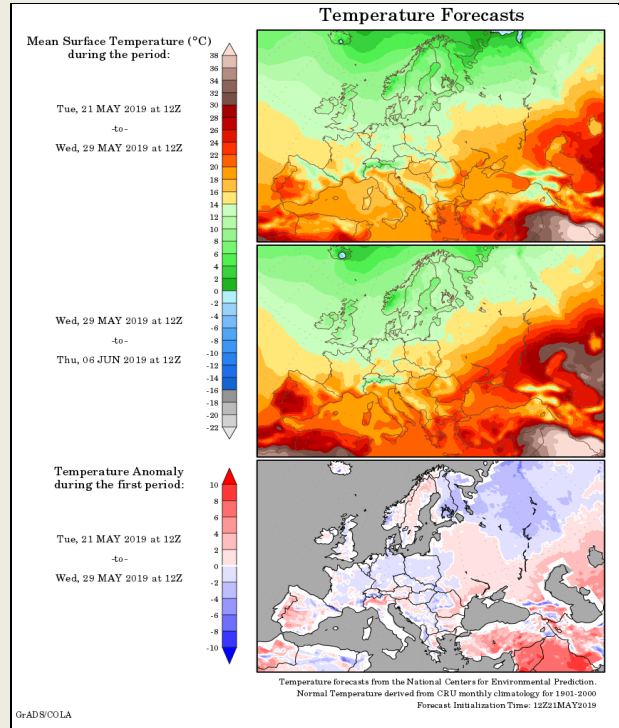 Temperature Forecasts
Mean Surface Temperature (°C)
during the period:
38
36
34
32
30
28
26
24
22
20
18
16
14
12
10
8
6
4
2
0
-2
-4
-6
-8
-10
-12
-14
-16
-18
-20
-22
Tue, 21 MAY 2019 at 12Z
-to-
Wed, 29 MAY 2019 at 12Z
Wed, 29 MAY 2019 at 12Z
-to-
Thu, 06 JUN 2019 at 12Z
Temperature Anomaly
during the first period:
10
8
6
4
2
0
-2
-4
-6
-8
-10
Tue, 21 MAY 2019 at 12Z
-to-
Wed, 29 MAY 2019 at 12Z
Temperature forecasts from the National Centers for Environmental Prediction.
Normal Temperature derived from CRU monthly climatology for 1901-2000
Forecast Initialization Time: 12Z21MAY2019
GrADS/COLA